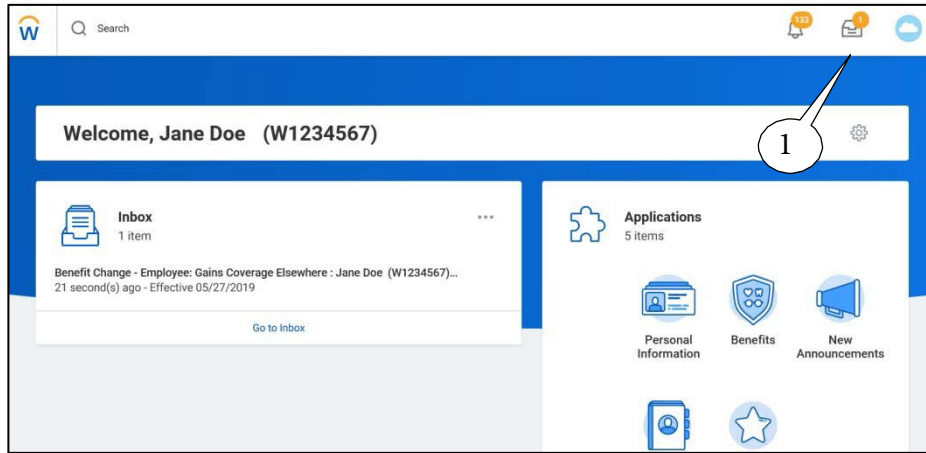 W
Search
133
1
Welcome, Jane Doe (W1234567)
1
Inbox
1 item
Benefit Change - Employee: Gains Coverage Elsewhere : Jane Doe (W1234567)...
21 second(s) ago - Effective 05/27/2019
Go to Inbox
Applications
5 items
Personal
Information
Benefits
New
Announcements